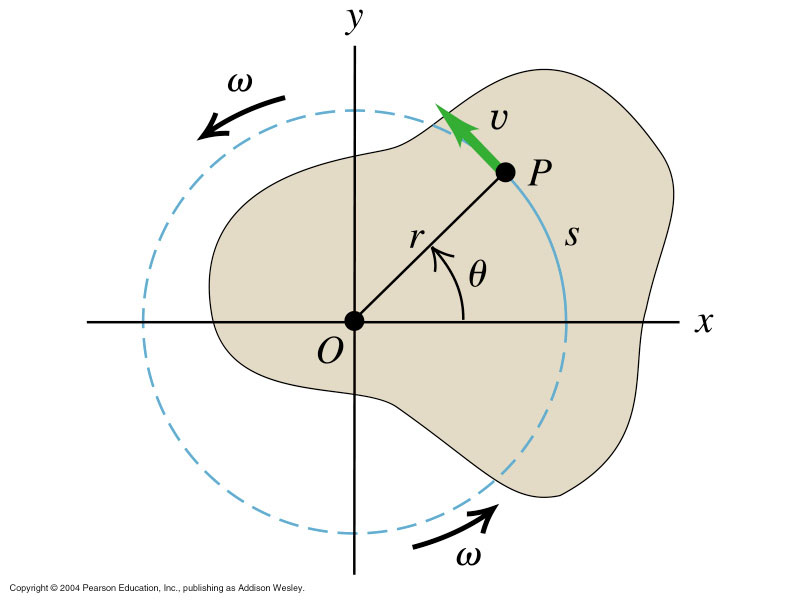 y
ω
v
P
s
r
θ
x
O
ω
Copyright © 2004 Pearson Education, Inc., publishing as Addison Wesley.